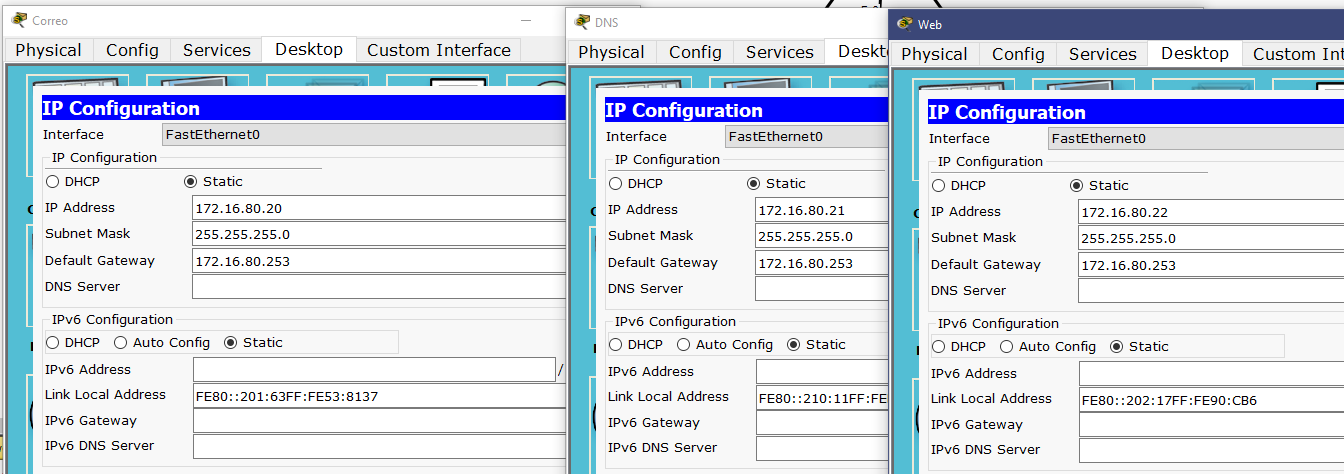 Correo
Physical Config Services Desktop Custom Interface
IP Configuration
Interface FastEthernet0
IP Configuration
DHCP Static
IP Address 172.16.80.20
Subnet Mask 255.255.255.0
Default Gateway 172.16.80.253
DNS Server
IPv6 Configuration
DHCP Auto Config Static
IPv6 Address /
Link Local Address FE80::201:63FF:FE53:8137
IPv6 Gateway
IPv6 DNS Server
DNS
Physical Config Services Deskt
IP Configuration
Interface FastEthernet0
IP Configuration
DHCP Static
IP Address 172.16.80.21
Subnet Mask 255.255.255.0
Default Gateway 172.16.80.253
DNS Server
IPv6 Configuration
DHCP Auto Config Static
IPv6 Address
Link Local Address FE80::210:11FF:FE
IPv6 Gateway
IPv6 DNS Server
Web
Physical Config Services Desktop Custom Int
IP Configuration
Interface FastEthernet0
IP Configuration
DHCP Static
IP Address 172.16.80.22
Subnet Mask 255.255.255.0
Default Gateway 172.16.80.253
DNS Server
IPv6 Configuration
DHCP Auto Config Static
IPv6 Address
Link Local Address FE80::202:17FF:FE90:CB6
IPv6 Gateway
IPv6 DNS Server